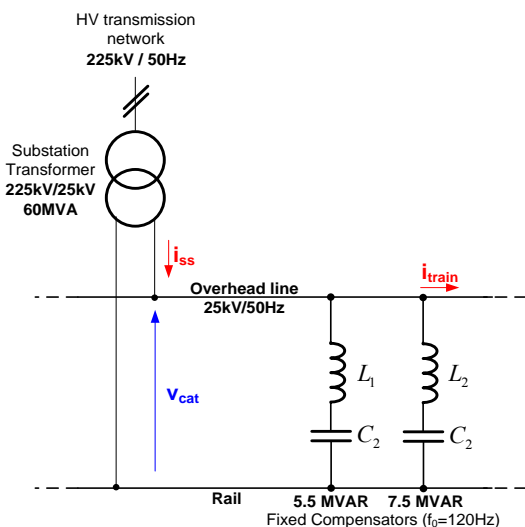 HV transmission
network
225kV / 50Hz
Substation
Transformer
225kV/25kV
60MVA
iss
itrain
Overhead line
25kV/50Hz
L1
L2
vcat
C2
C2
Rail
5.5 MVAR
7.5 MVAR
Fixed Compensators (f0=120Hz)